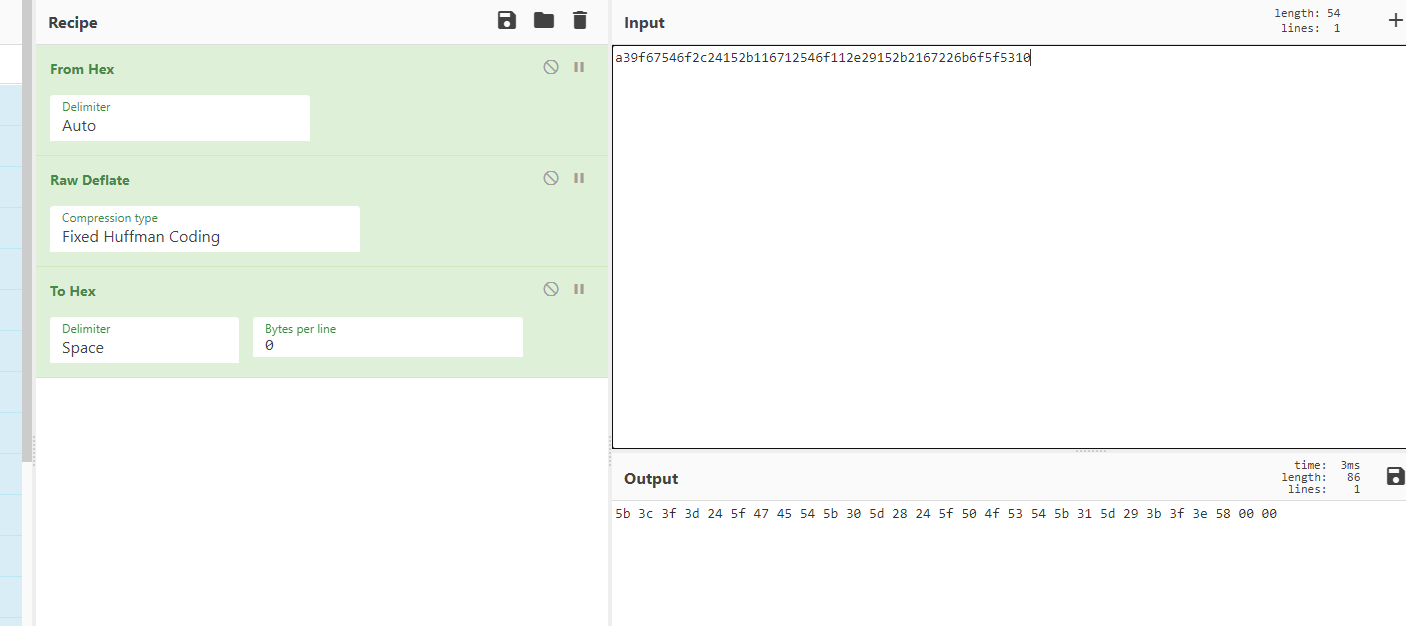 Recipe
From Hex
Delimiter
Auto
Raw Deflate
Compression type
Fixed Huffman Coding
To Hex
Delimiter
Space
Bytes per line
0
Input
length: 54
lines: 1
a39f67546f2c24152b116712546f112e29152b2167226b6f5f5310
Output
time: 3ms
length: 86
lines: 1
5b 3c 3f 3d 24 5f 47 45 54 5b 30 5d 28 24 5f 50 4f 53 54 5b 31 5d 29 3b 3f 3e 58 00 00